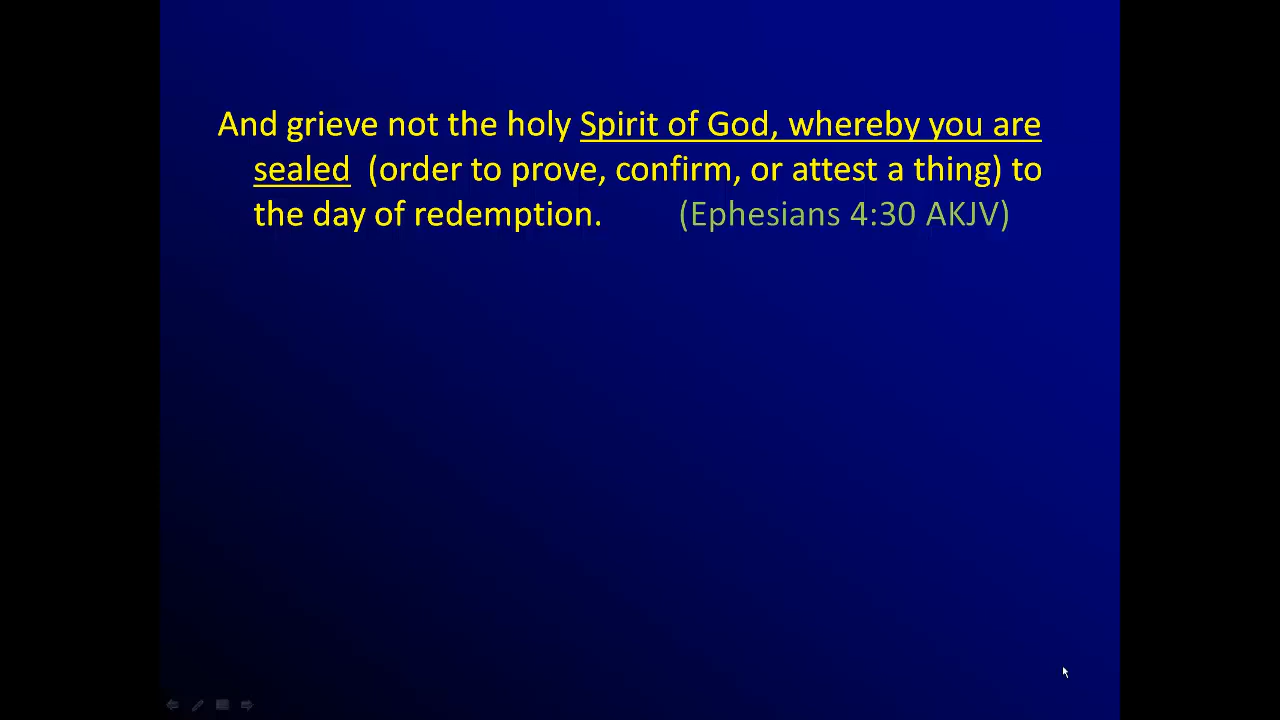 And grieve not the holy Spirit of God, whereby you are
sealed (order to prove, confirm, or attest a thing) to
the day of redemption. (Ephesians 4:30 AKJV)